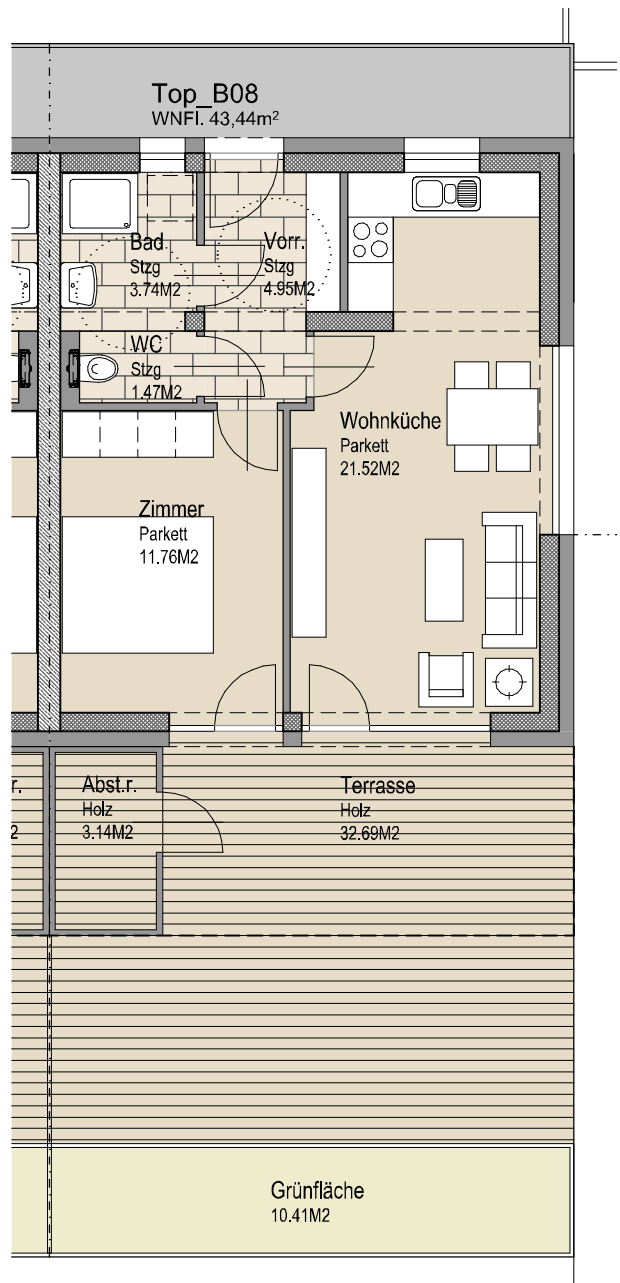 Top_B08
WNFl. 43,44m²
Bad
Stzg
3.74M2
Vorr.
Stzg
4.95M2
WC
Stzg
1.47M2
Wohnküche
Parkett
21.52M2
Zimmer
Parkett
11.76M2
r.
2
Abst.r.
Holz
3.14M2
Terrasse
Holz
32.69M2
Grünfläche
10.41M2